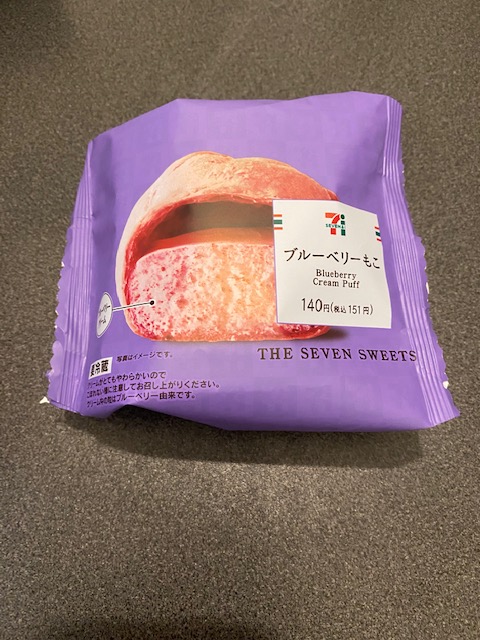 ブルーベリーもこ
Blueberry
Cream Puff
140円(税込151円)
THE SEVEN SWEETS
写真はイメージです。
要冷蔵
クリームがとてもやわらかいので
こぼれない様に注意してお召し上がりください。
クリーム中の粒はブルーベリー由来です。